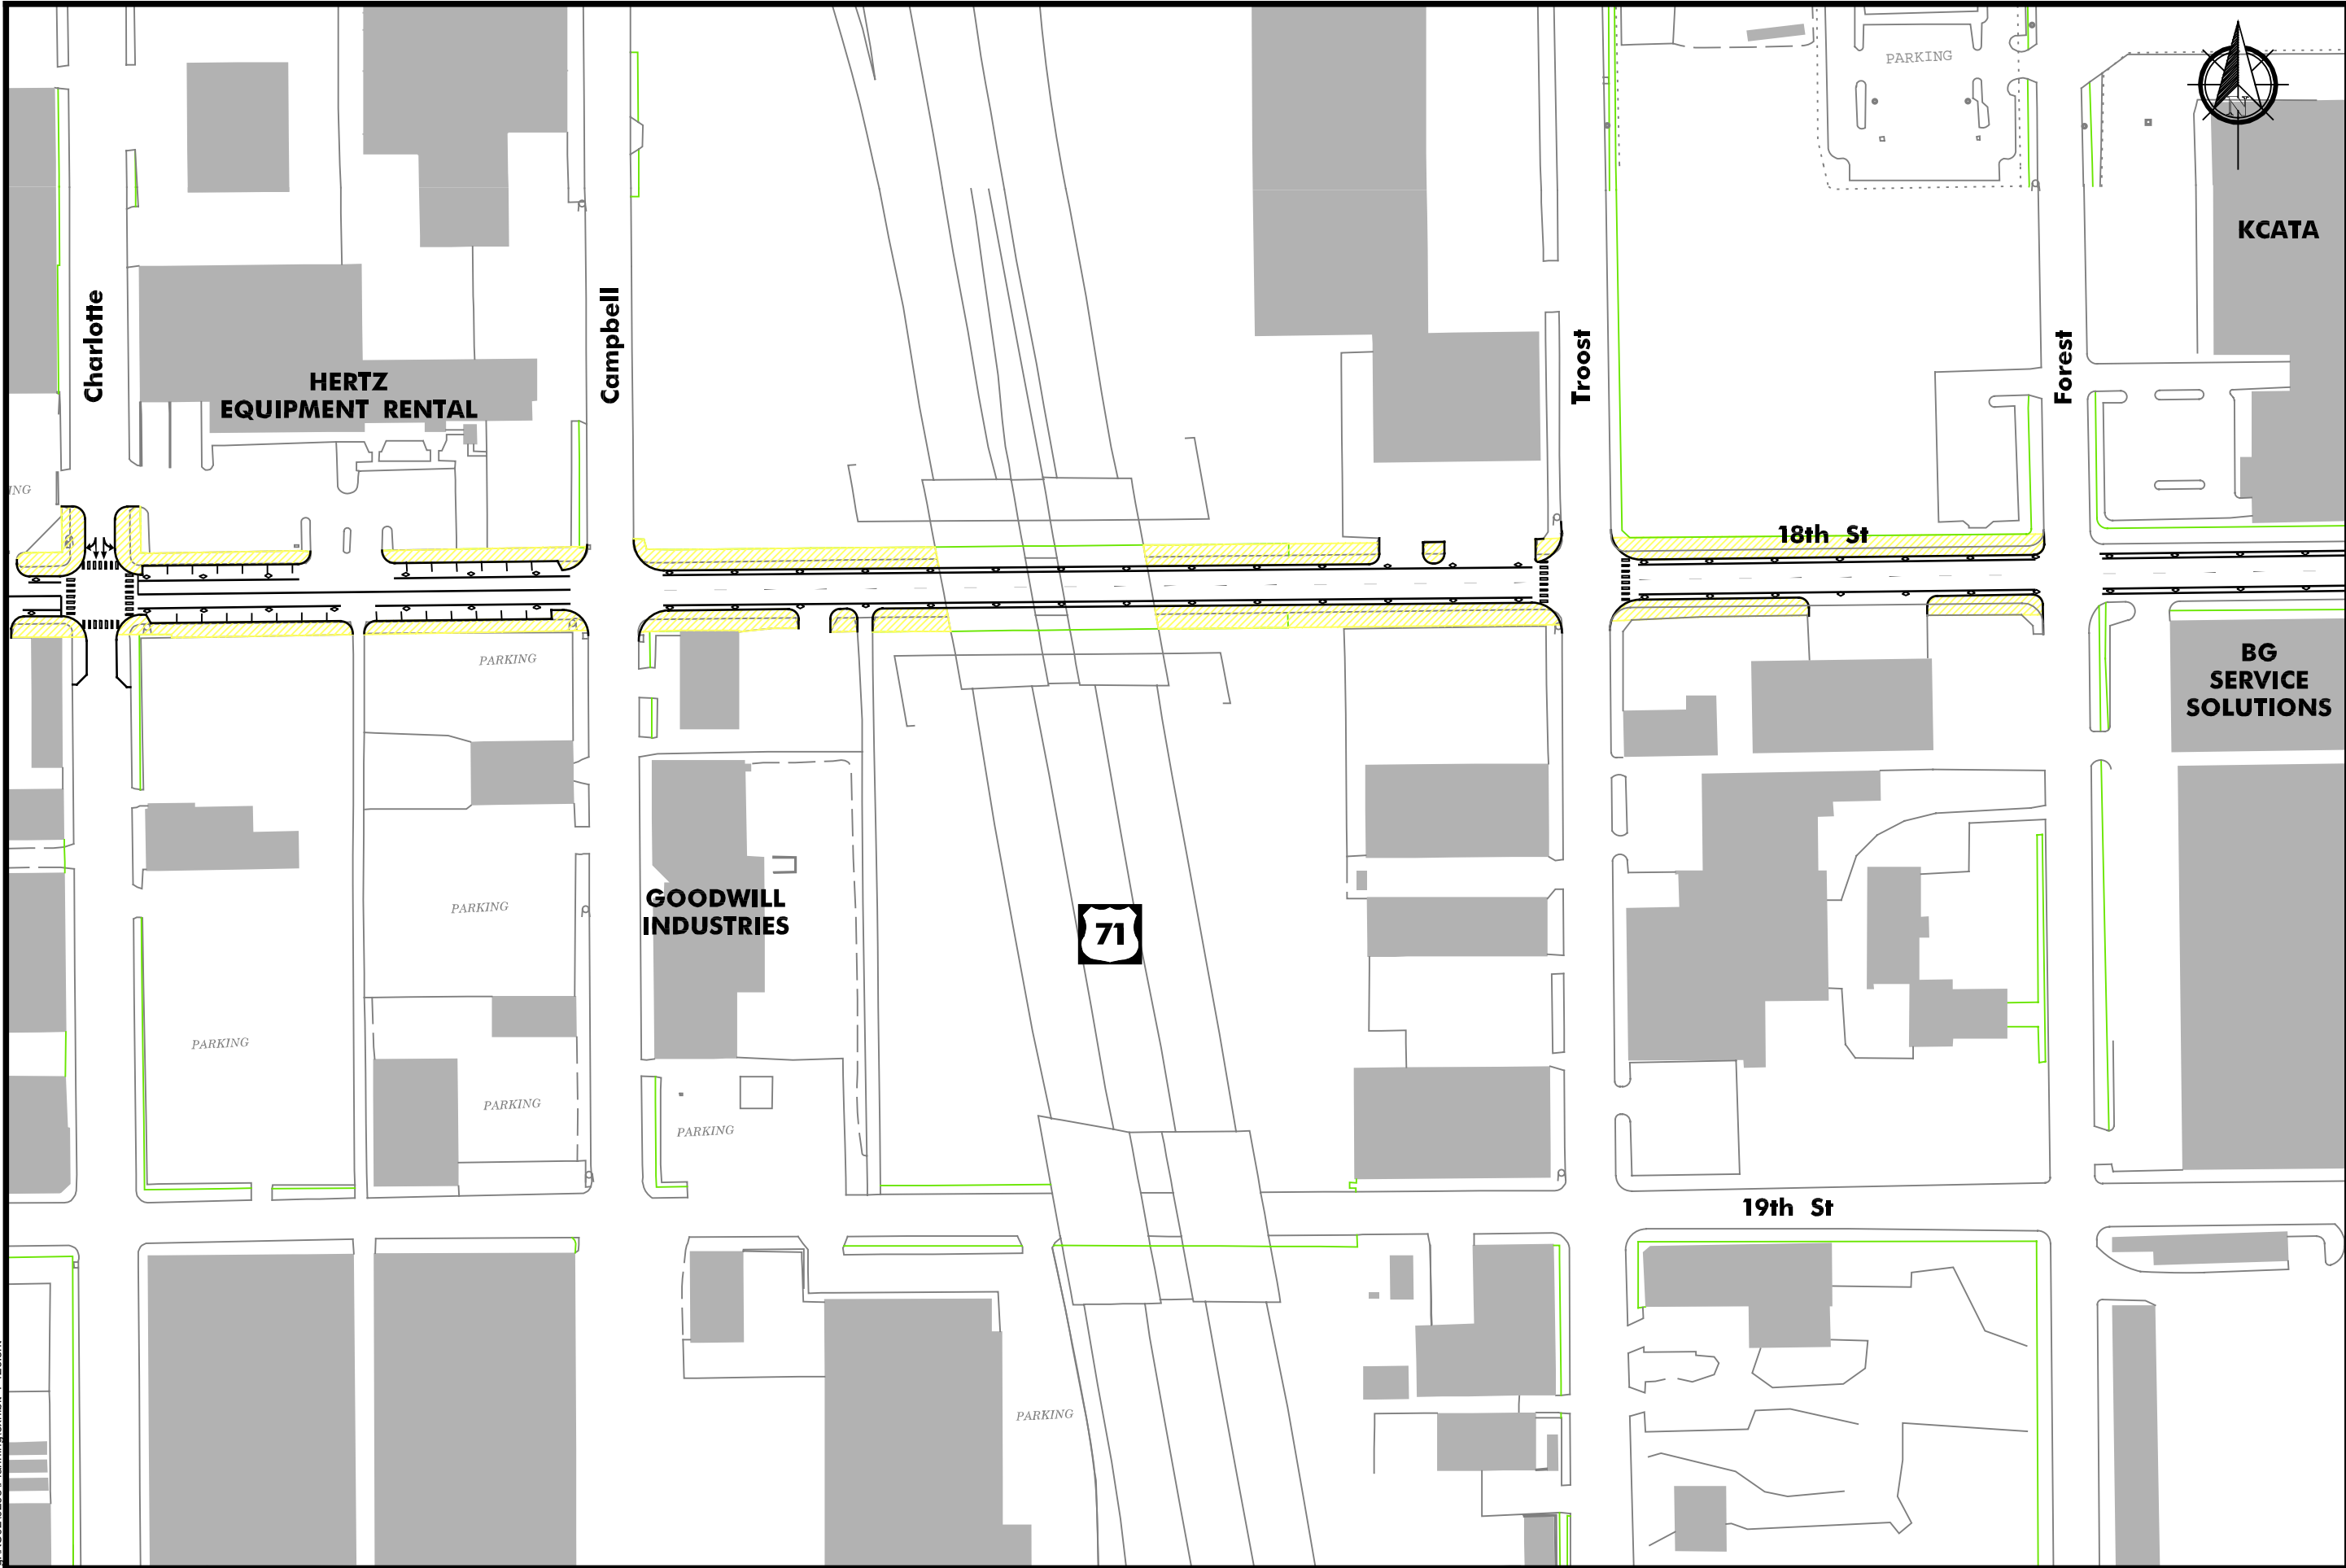 PARKING
N
KCATA
Charlotte
Campbell
Troost
Forest
HERTZ
EQUIPMENT RENTAL
ING
18th St
PARKING
BG
SERVICE
SOLUTIONS
PARKING
GOODWILL
INDUSTRIES
71
PARKING
PARKING
PARKING
19th St
PARKING